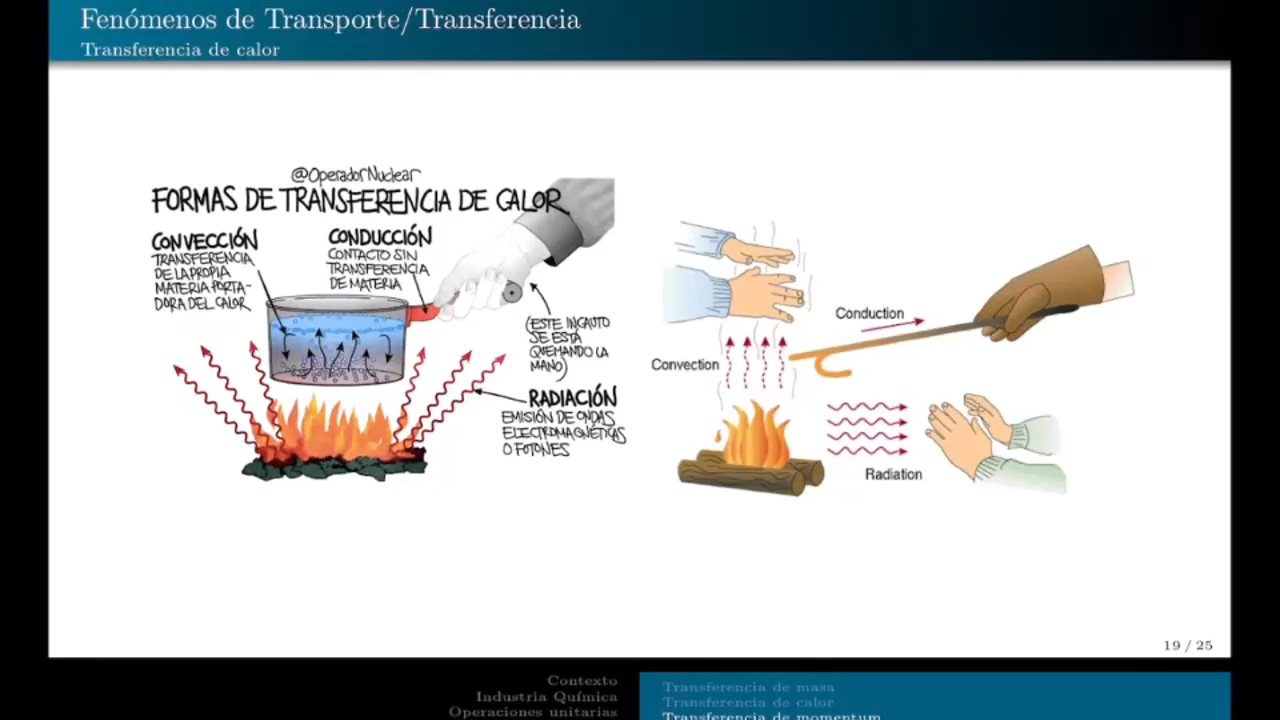 Fenómenos de Transporte/Transferencia
Transferencia de calor
@OperadorNuclear
FORMAS DE TRANSFERENCIA DE CALOR
CONVECCIÓN
TRANSFERENCIA
DE LA PROPIA
MATERIA PORTA-
DORA DEL CALOR
CONDUCCIÓN
CONTACTO SIN
TRANSFERENCIA
DE MATERIA
(ESTE INCAUTO
SE ESTÁ
QUEMANDO LA
MANO)
RADIACIÓN
EMISIÓN DE ONDAS
ELECTROMAGNÉTICAS
O FOTONES
Conduction
Convection
Radiation
19 / 25
Contexto
Industria Química
Operaciones unitarias
Transferencia de masa
Transferencia de calor
Transferencia de momentum